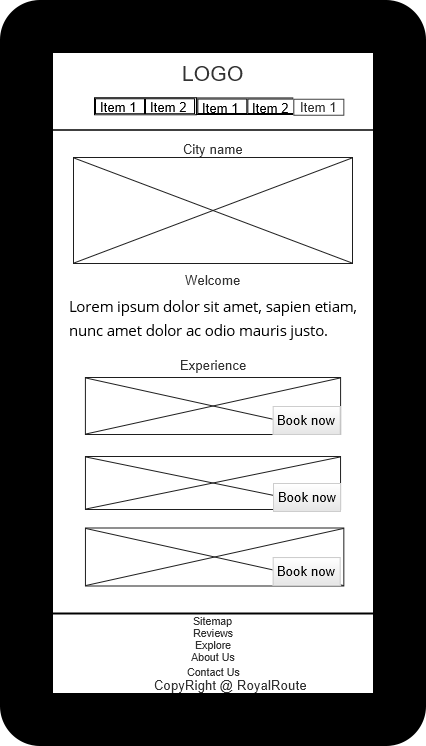 LOGO
Item 1 Item 2 Item 1 Item 2 Item 1
City name
Welcome
Lorem ipsum dolor sit amet, sapien etiam,
nunc amet dolor ac odio mauris justo.
Experience
Book now
Book now
Book now
Sitemap
Reviews
Explore
About Us
Contact Us
CopyRight @ RoyalRoute